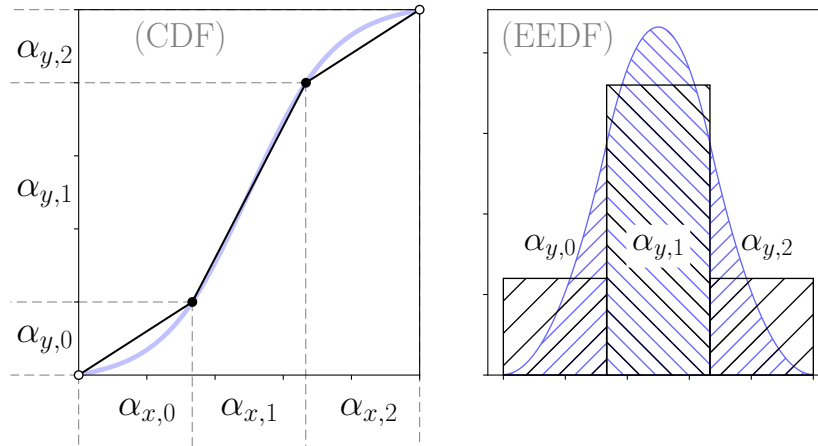 (CDF)
α_{y,2}
α_{y,1}
α_{y,0}
α_{x,0} α_{x,1} α_{x,2}
(EEDF)
α_{y,0} α_{y,1} α_{y,2}